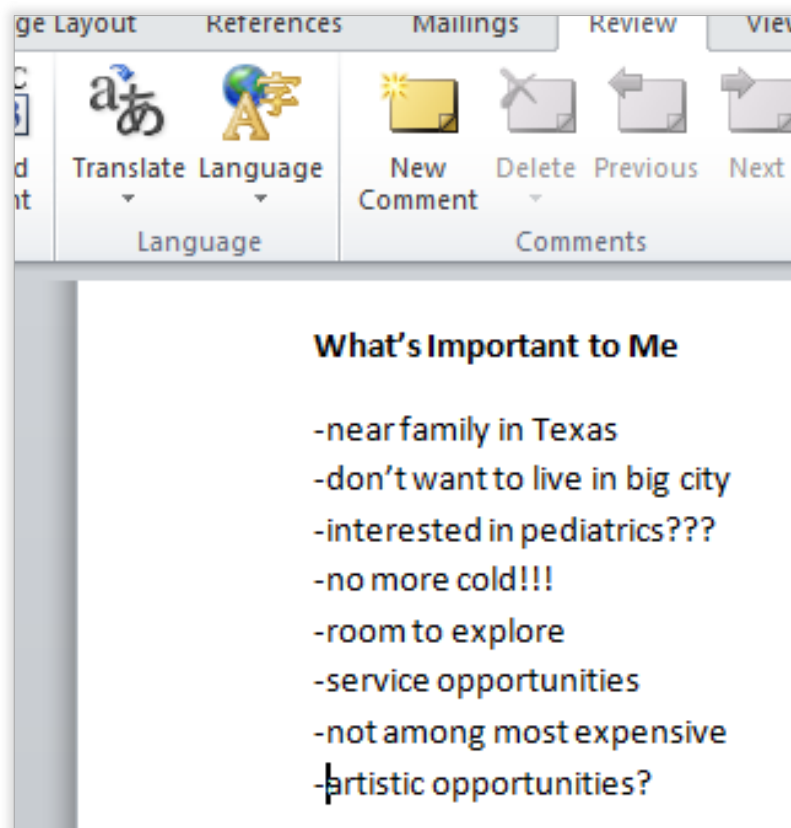 ge Layout References Mailings Review View
Translate Language New Comment Delete Previous Next
Language Comments
What's Important to Me
-near family in Texas
-don't want to live in big city
-interested in pediatrics???
-no more cold!!!
-room to explore
-service opportunities
-not among most expensive
-artistic opportunities?